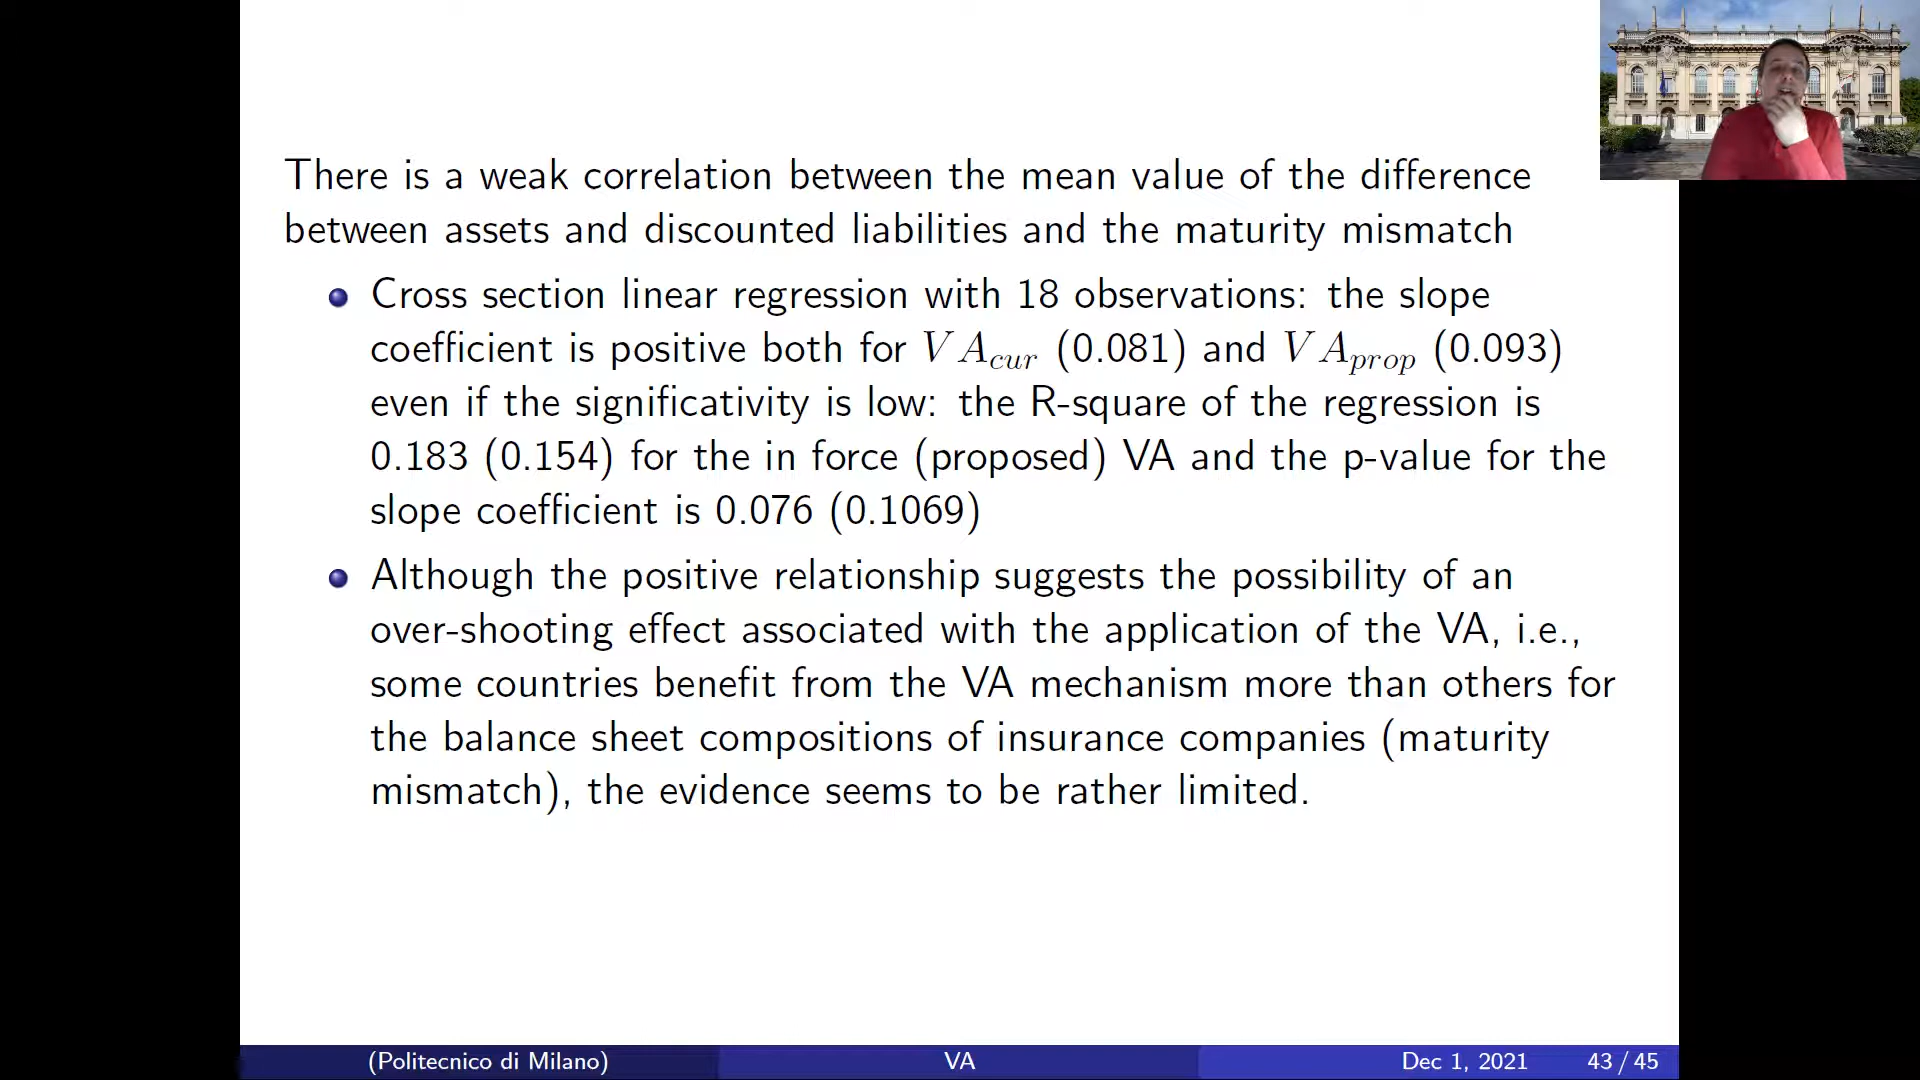 There is a weak correlation between the mean value of the difference
between assets and discounted liabilities and the maturity mismatch
Cross section linear regression with 18 observations: the slope
coefficient is positive both for VAcur (0.081) and VAprop (0.093)
even if the significativity is low: the R-square of the regression is
0.183 (0.154) for the in force (proposed) VA and the p-value for the
slope coefficient is 0.076 (0.1069)
Although the positive relationship suggests the possibility of an
over-shooting effect associated with the application of the VA, i.e.,
some countries benefit from the VA mechanism more than others for
the balance sheet compositions of insurance companies (maturity
mismatch), the evidence seems to be rather limited.
(Politecnico di Milano) VA Dec 1, 2021 43 / 45